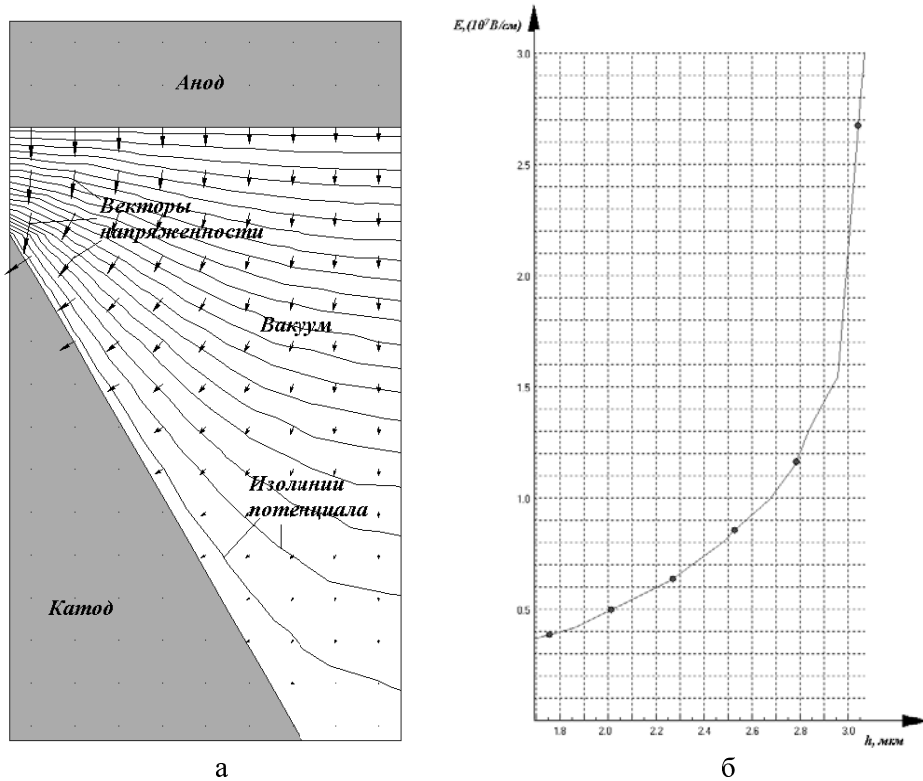 Анод
Векторы
напряженности
Вакуум
Изолинии
потенциала
Катод
а
E,(10⁷ В/см)
3.0
2.5
2.0
1.5
1.0
0.5
1.8
2.0
2.2
2.4
2.6
2.8
3.0
h, мкм
б